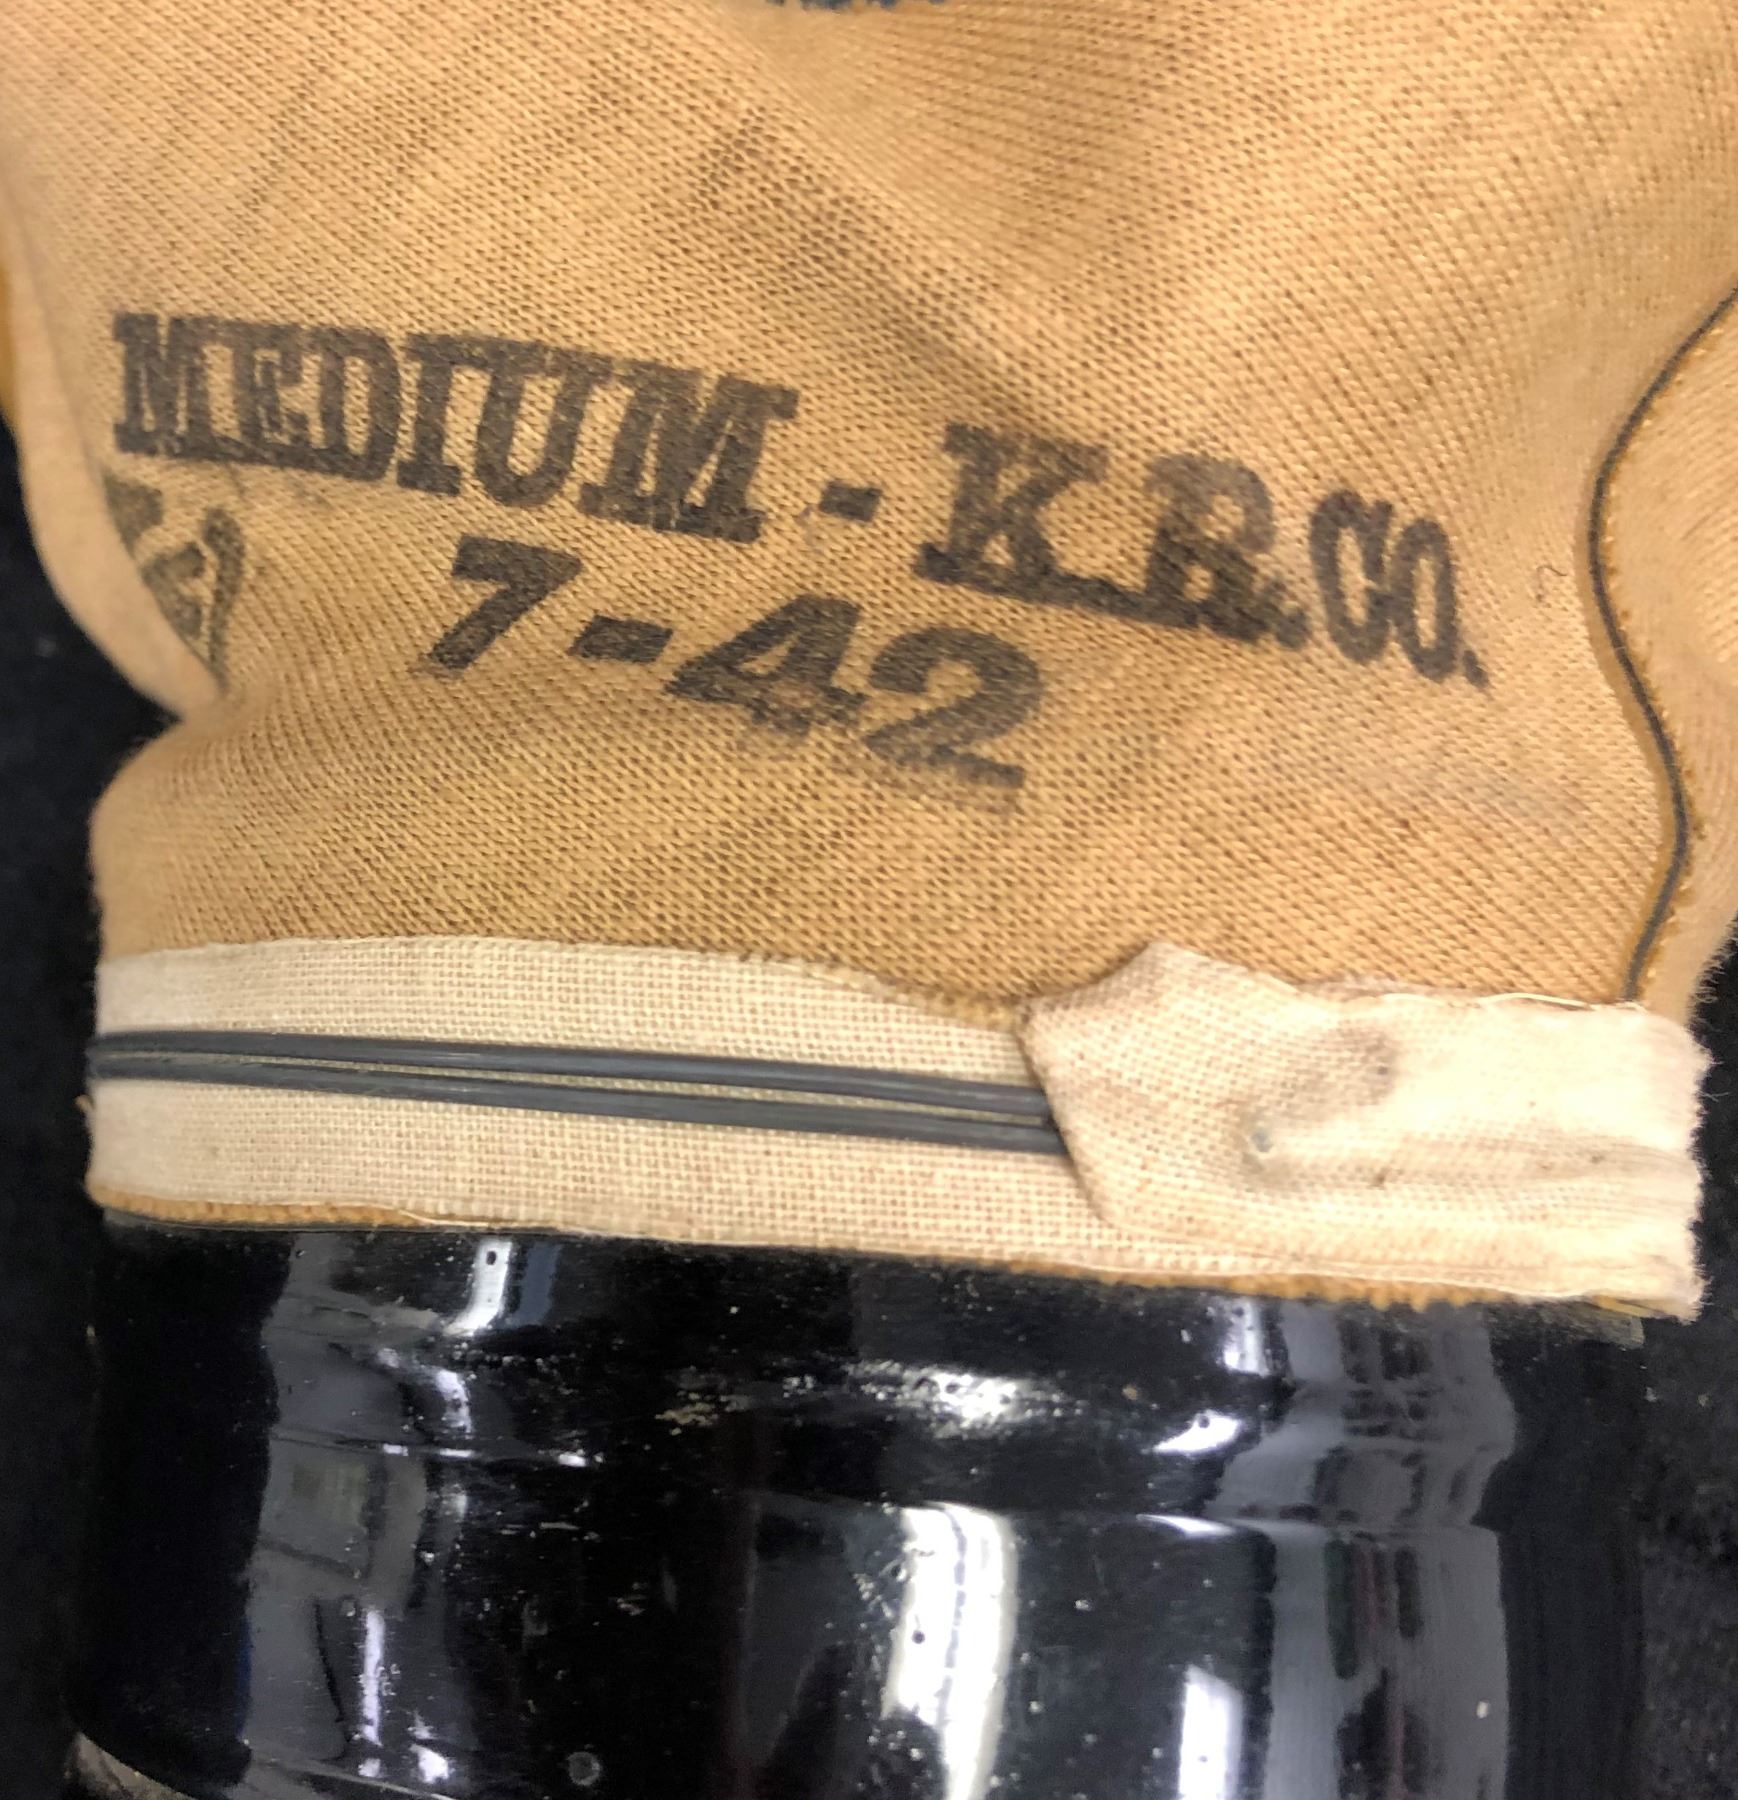 MEDIUM - K.R.CO.
7-42